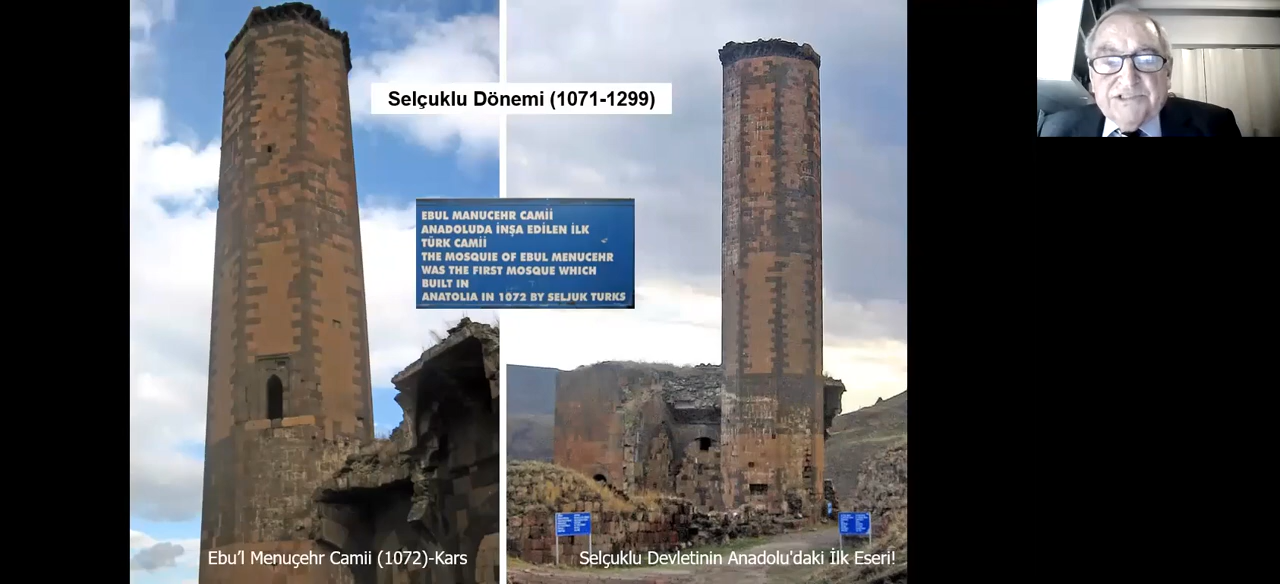 Selçuklu Dönemi (1071-1299)
EBUL MANUCEHR CAMİİ
ANADOLUDA İNŞA EDİLEN İLK
TÜRK CAMİİ
THE MOSQUIE OF EBUL MENUCEHR
WAS THE FIRST MOSQUE WHICH
BUILT IN
ANATOLIA IN 1072 BY SELJUK TURKS
Ebu’l Menuçehr Camii (1072)-Kars
Selçuklu Devletinin Anadolu'daki İlk Eseri!